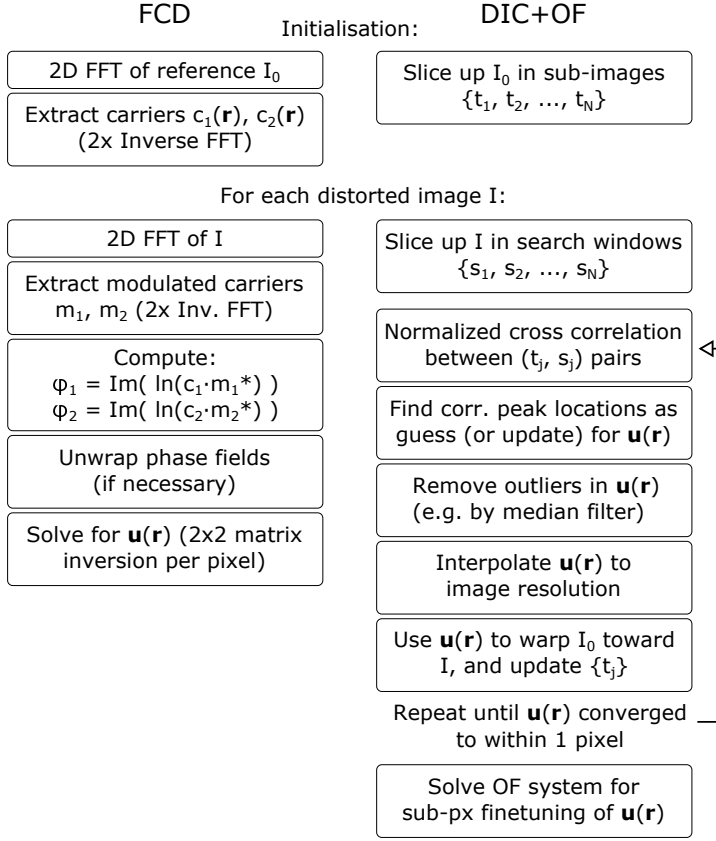 FCD
DIC+OF
Initialisation:
2D FFT of reference I₀
Extract carriers c₁(r), c₂(r)
(2x Inverse FFT)
Slice up I₀ in sub-images
{t₁, t₂, ..., t_N}
For each distorted image I:
2D FFT of I
Extract modulated carriers
m₁, m₂ (2x Inv. FFT)
Compute:
φ₁ = Im( ln(c₁·m₁*) )
φ₂ = Im( ln(c₂·m₂*) )
Unwrap phase fields
(if necessary)
Solve for u(r) (2x2 matrix
inversion per pixel)
Slice up I in search windows
{s₁, s₂, ..., s_N}
Normalized cross correlation
between (tⱼ, sⱼ) pairs
Find corr. peak locations as
guess (or update) for u(r)
Remove outliers in u(r)
(e.g. by median filter)
Interpolate u(r) to
image resolution
Use u(r) to warp I₀ toward
I, and update {tⱼ}
Repeat until u(r) converged
to within 1 pixel
Solve OF system for
sub-px finetuning of u(r)